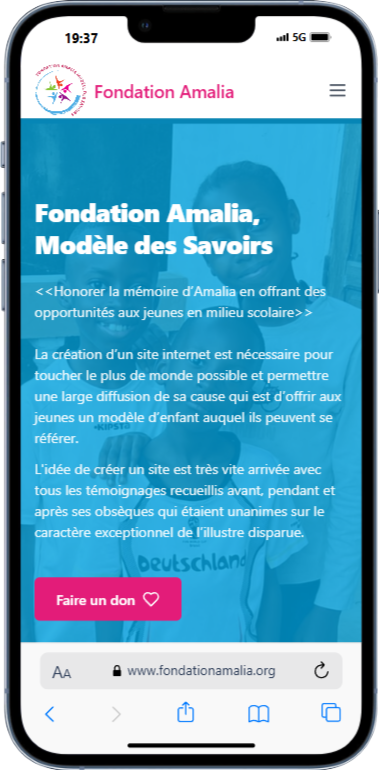 19:37
5G
Fondation Amalia
Fondation Amalia,
Modèle des Savoirs
<<Honorer la mémoire d'Amalia en offrant des
opportunités aux jeunes en milieu scolaire>>
La création d'un site internet est nécessaire pour
toucher le plus de monde possible et permettre
une large diffusion de sa cause qui est d'offrir aux
jeunes un modèle d'enfant auquel ils peuvent se
référer.
L'idée de créer un site est très vite arrivée avec
tous les témoignages recueillis avant, pendant et
après ses obsèques qui étaient unanimes sur le
caractère exceptionnel de l'illustre disparue.
KIPSTA
Deutschland
Faire un don
AA
www.fondationamalia.org